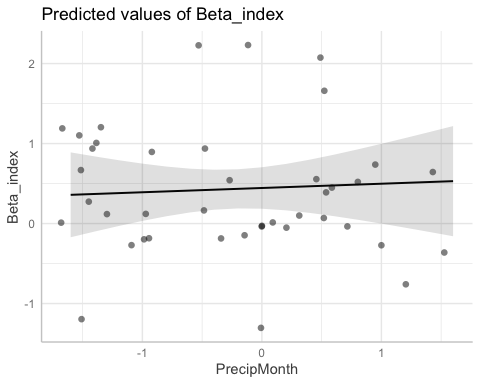 Predicted values of Beta_index
2
1
0
-1
Beta_index
-1
0
1
PrecipMonth